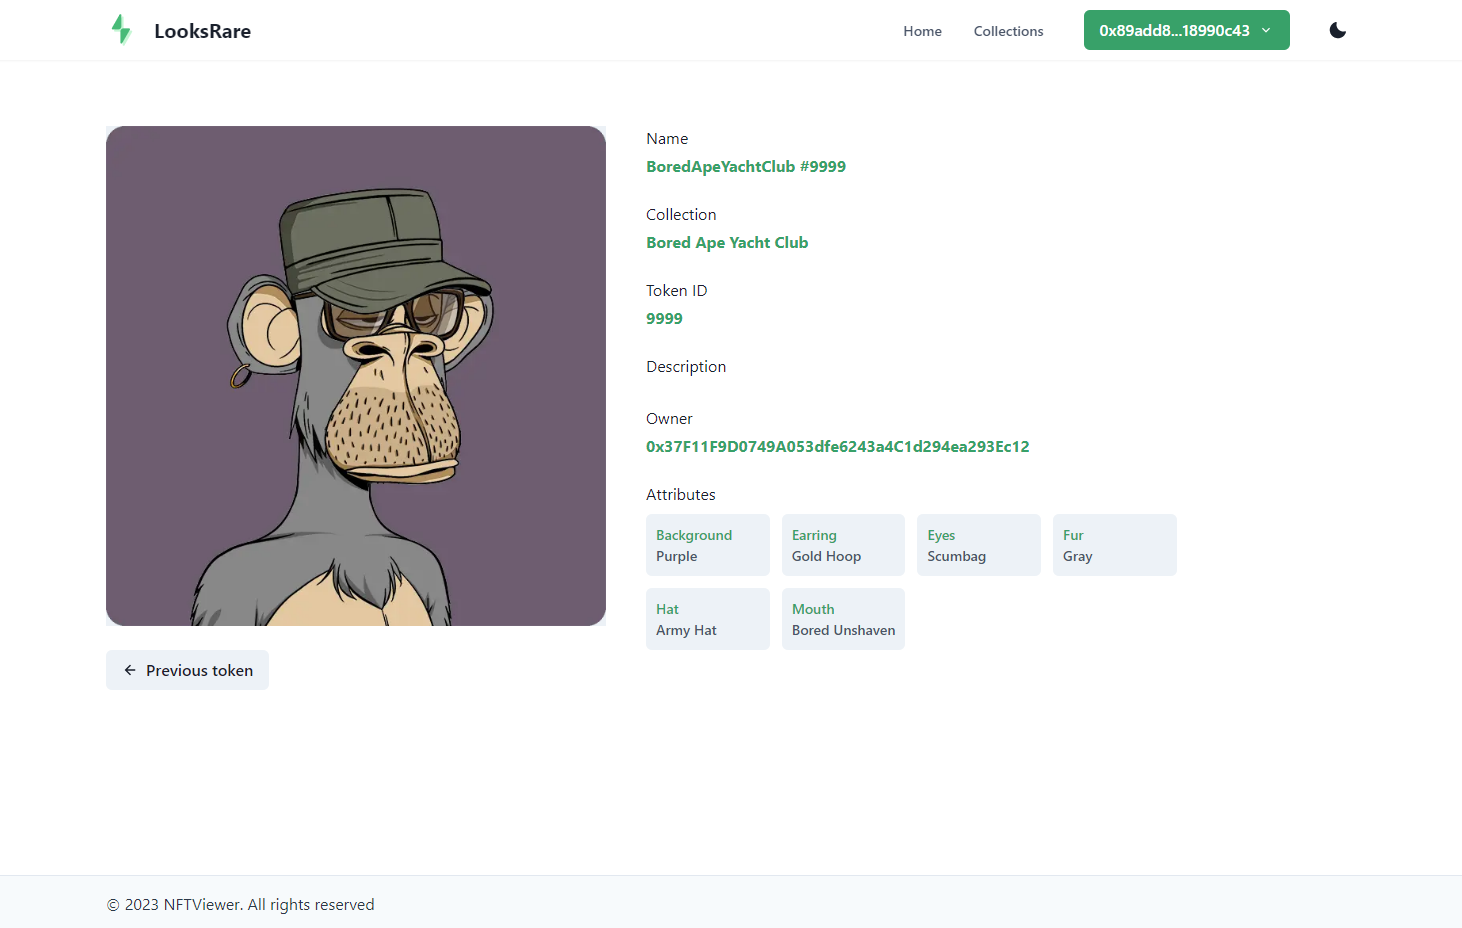 LooksRare
Home
Collections
0x89add8...18990c43
Name
BoredApeYachtClub #9999
Collection
Bored Ape Yacht Club
Token ID
9999
Description
Owner
0x37F11F9D0749A053dfe6243a4C1d294ea293Ec12
Attributes
Background
Purple
Earring
Gold Hoop
Eyes
Scumbag
Fur
Gray
Hat
Army Hat
Mouth
Bored Unshaven
Previous token
© 2023 NFTViewer. All rights reserved